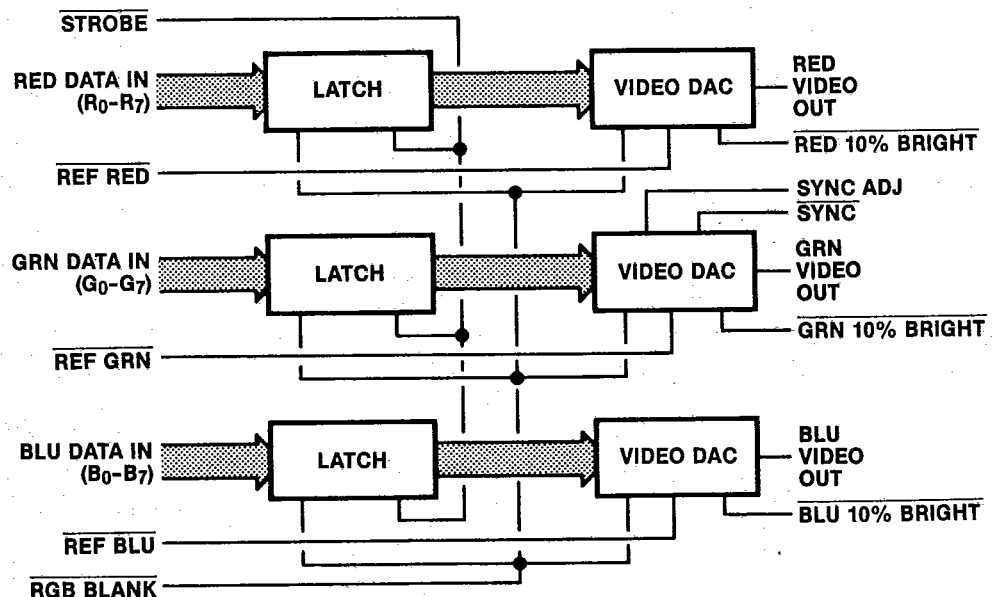 STROBE
RED DATA IN
(R0-R7)
LATCH
VIDEO DAC
RED
VIDEO
OUT
RED 10% BRIGHT
REF RED
SYNC ADJ
SYNC
GRN DATA IN
(G0-G7)
LATCH
VIDEO DAC
GRN
VIDEO
OUT
GRN 10% BRIGHT
REF GRN
BLU DATA IN
(B0-B7)
LATCH
VIDEO DAC
BLU
VIDEO
OUT
BLU 10% BRIGHT
REF BLU
RGB BLANK